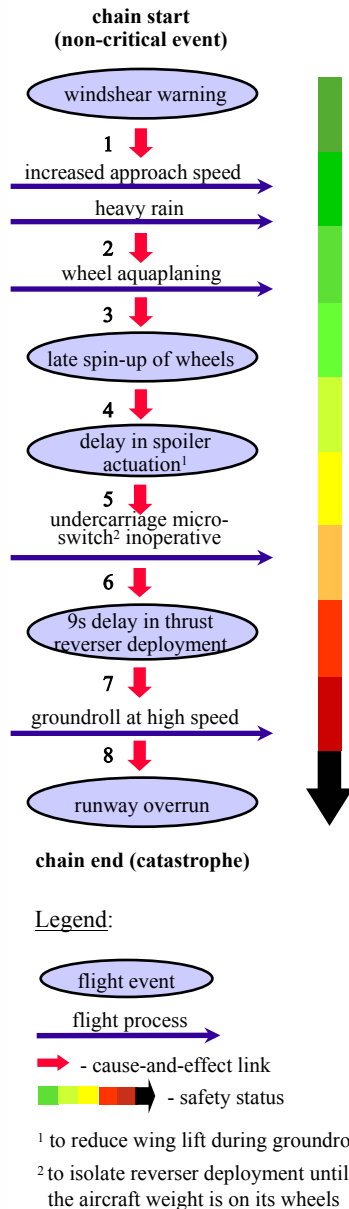 chain start
(non-critical event)
windshear warning
1
increased approach speed
heavy rain
2
wheel aquaplaning
3
late spin-up of wheels
4
delay in spoiler
actuation¹
5
undercarriage micro-
switch² inoperative
6
9s delay in thrust
reverser deployment
7
groundroll at high speed
8
runway overrun
chain end (catastrophe)
Legend:
flight event
flight process
- cause-and-effect link
- safety status
¹ to reduce wing lift during groundro
² to isolate reverser deployment until
the aircraft weight is on its wheels